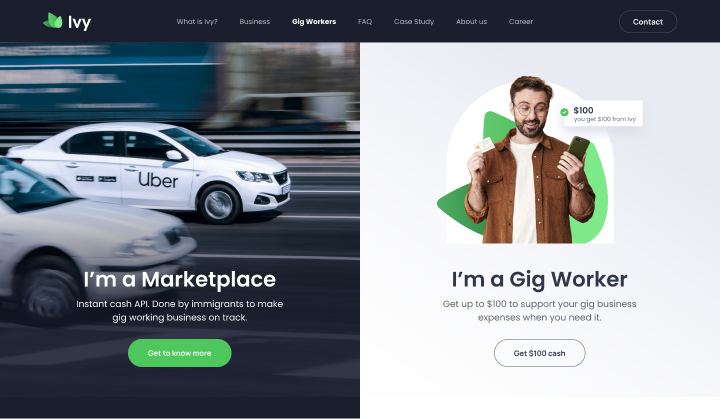 Ivy
What is Ivy?
Business
Gig Workers
FAQ
Case Study
About us
Career
Contact
Uber
$100
you get $100 from Ivy
I’m a Marketplace
Instant cash API. Done by immigrants to make
gig working business on track.
Get to know more
I’m a Gig Worker
Get up to $100 to support your gig business
expenses when you need it.
Get $100 cash